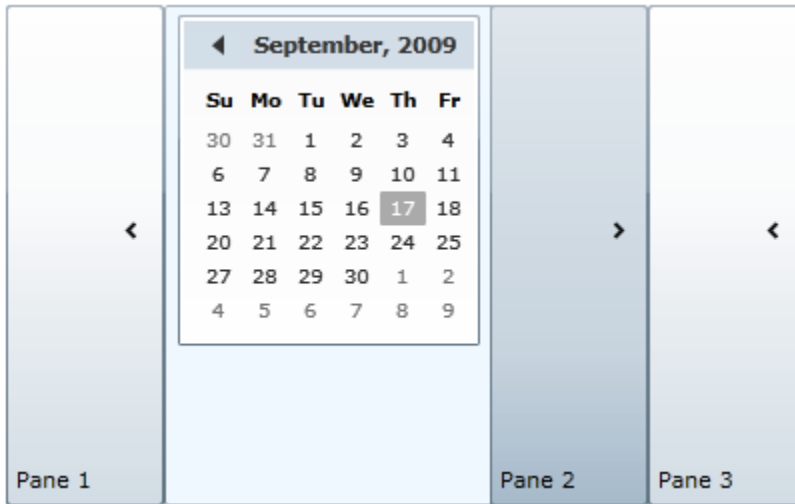 September, 2009
Su Mo Tu We Th Fr
30 31 1 2 3 4
6 7 8 9 10 11
13 14 15 16 17 18
20 21 22 23 24 25
27 28 29 30 1 2
4 5 6 7 8 9
Pane 1
Pane 2
Pane 3